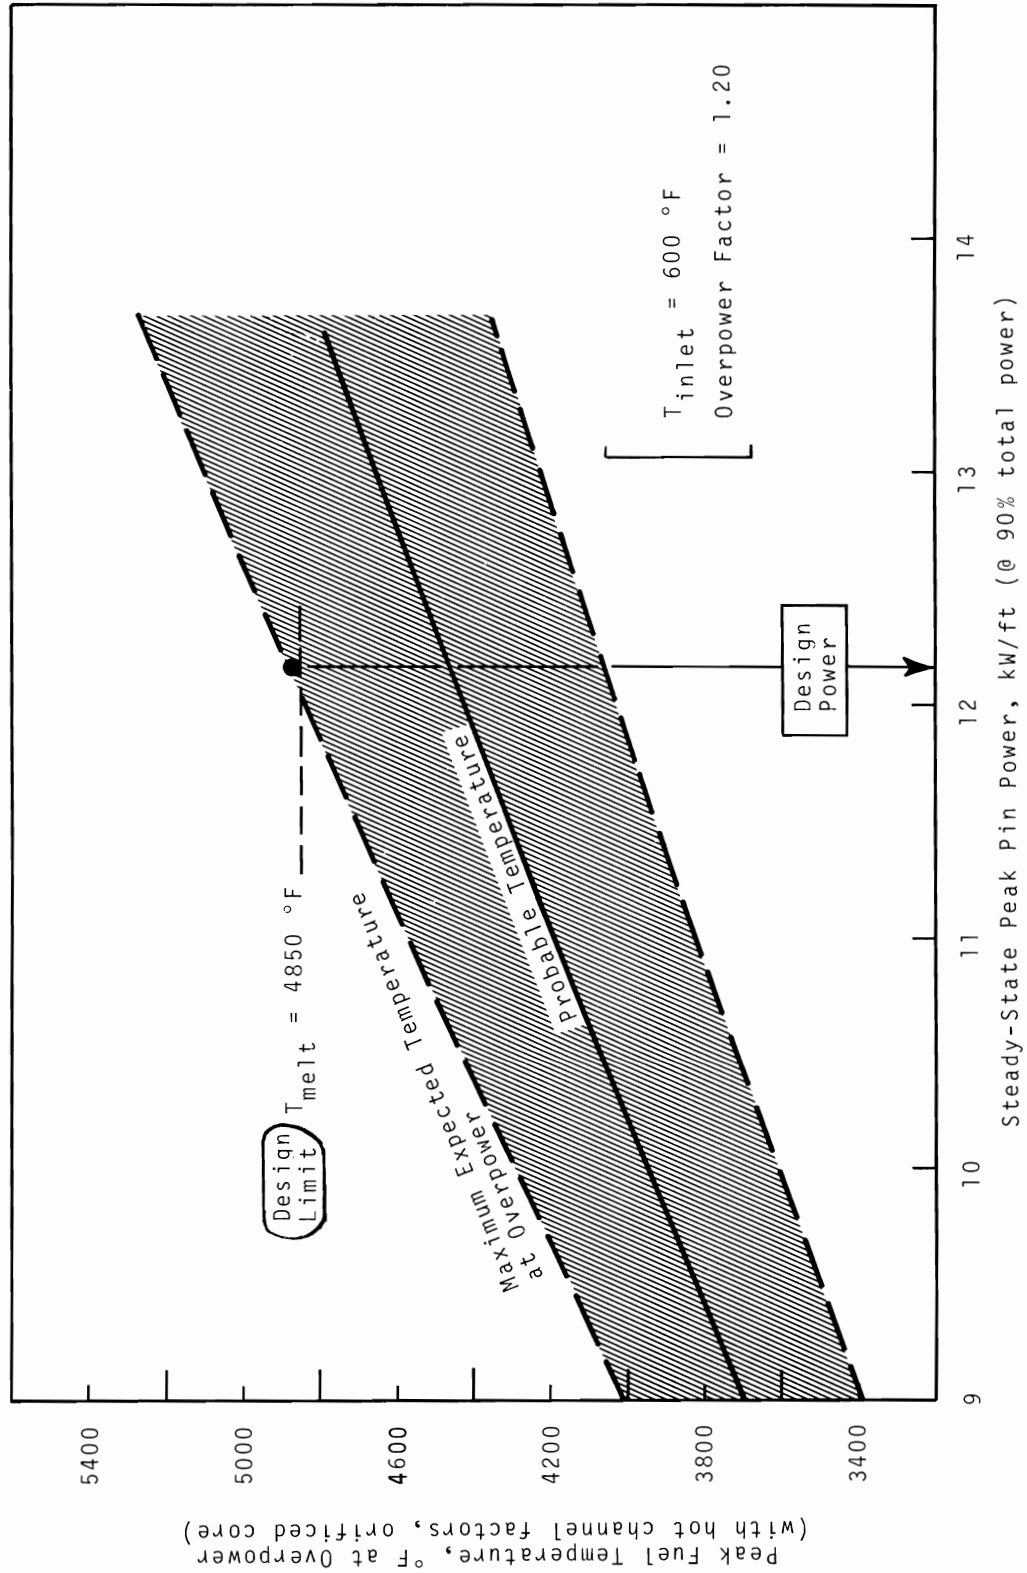 Peak Fuel Temperature, °F at Overpower
(with hot channel factors, orificed core)
5400
5000
4600
4200
3800
3400
Design
Limit
Tmelt = 4850 °F
Maximum Expected Temperature
at Overpower
Probable Temperature
Tinlet = 600 °F
Overpower Factor = 1.20
Design
Power
9
10
11
12
13
14
Steady-State Peak Pin Power, kW/ft (@ 90% total power)